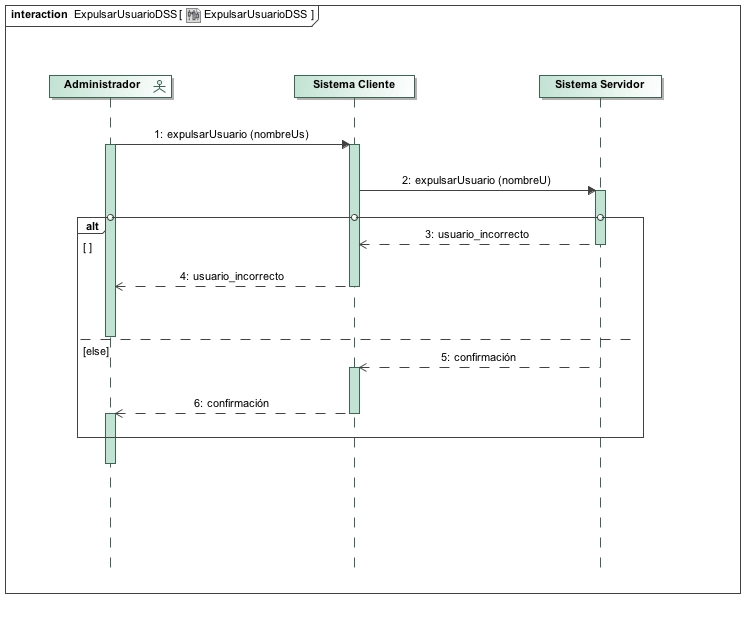 interaction ExpulsarUsuarioDSS [ ExpulsarUsuarioDSS ]
Administrador
Sistema Cliente
Sistema Servidor
1: expulsarUsuario (nombreUs)
2: expulsarUsuario (nombreU)
alt
3: usuario_incorrecto
[ ]
4: usuario_incorrecto
[else]
5: confirmación
6: confirmación